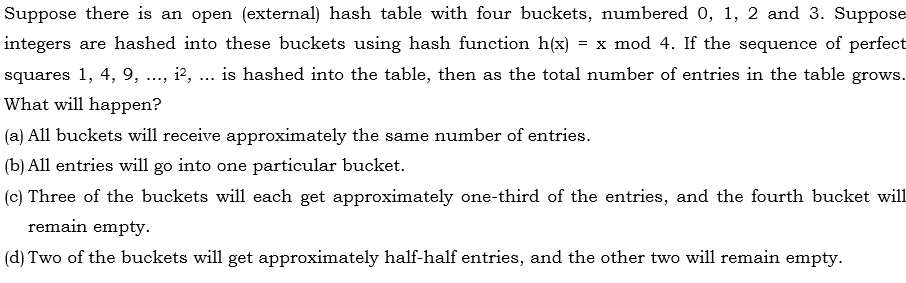 Suppose there is an open (external) hash table with four buckets, numbered 0, 1, 2 and 3. Suppose
integers are hashed into these buckets using hash function h(x) = x mod 4. If the sequence of perfect
squares 1, 4, 9, ..., i², ... is hashed into the table, then as the total number of entries in the table grows.
What will happen?
(a) All buckets will receive approximately the same number of entries.
(b) All entries will go into one particular bucket.
(c) Three of the buckets will each get approximately one-third of the entries, and the fourth bucket will
remain empty.
(d) Two of the buckets will get approximately half-half entries, and the other two will remain empty.